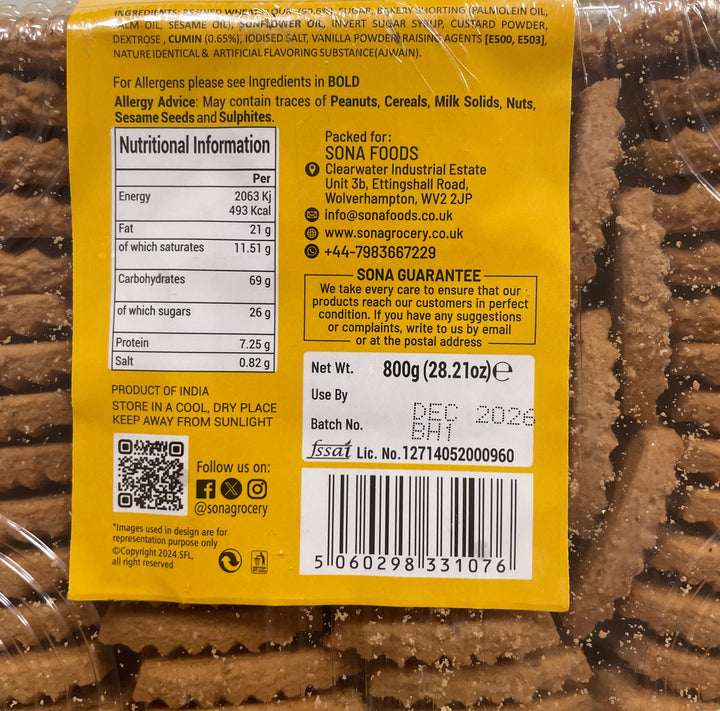 INGREDIENTS: REFINED WHEAT FLOUR (50.6%), SUGAR, BAKERY SHORTING (PALMOLEIN OIL,
PALM OIL, SESAME OIL), SUNFLOWER OIL, INVERT SUGAR SYRUP, CUSTARD POWDER,
DEXTROSE, CUMIN (0.65%), IODISED SALT, VANILLA POWDER, RAISING AGENTS [E500, E503],
NATURE IDENTICAL & ARTIFICIAL FLAVORING SUBSTANCE(AJWAIN).
For Allergens please see Ingredients in BOLD
Allergy Advice: May contain traces of Peanuts, Cereals, Milk Solids, Nuts,
Sesame Seeds and Sulphites.
Nutritional Information
Per
Energy 2063 Kj
493 Kcal
Fat 21 g
of which saturates 11.51 g
Carbohydrates 69 g
of which sugars 26 g
Protein 7.25 g
Salt 0.82 g
PRODUCT OF INDIA
STORE IN A COOL, DRY PLACE
KEEP AWAY FROM SUNLIGHT
Follow us on:
@sonagrocery
*Images used in design are for
representation purpose only
©Copyright 2024.SFL,
all right reserved
Packed for:
SONA FOODS
Clearwater Industrial Estate
Unit 3b, Ettingshall Road,
Wolverhampton, WV2 2JP
info@sonafoods.co.uk
www.sonagrocery.co.uk
+44-7983667229
SONA GUARANTEE
We take every care to ensure that our
products reach our customers in perfect
condition. If you have any suggestions
or complaints, write to us by email
or at the postal address
Net Wt. 800g (28.21oz) ℮
Use By DEC 2026
Batch No. BH1
fssai Lic. No. 12714052000960
5 060298 331076